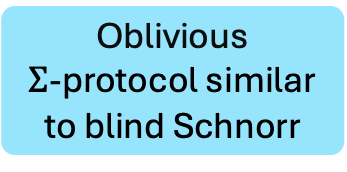 Oblivious
Σ-protocol similar
to blind Schnorr